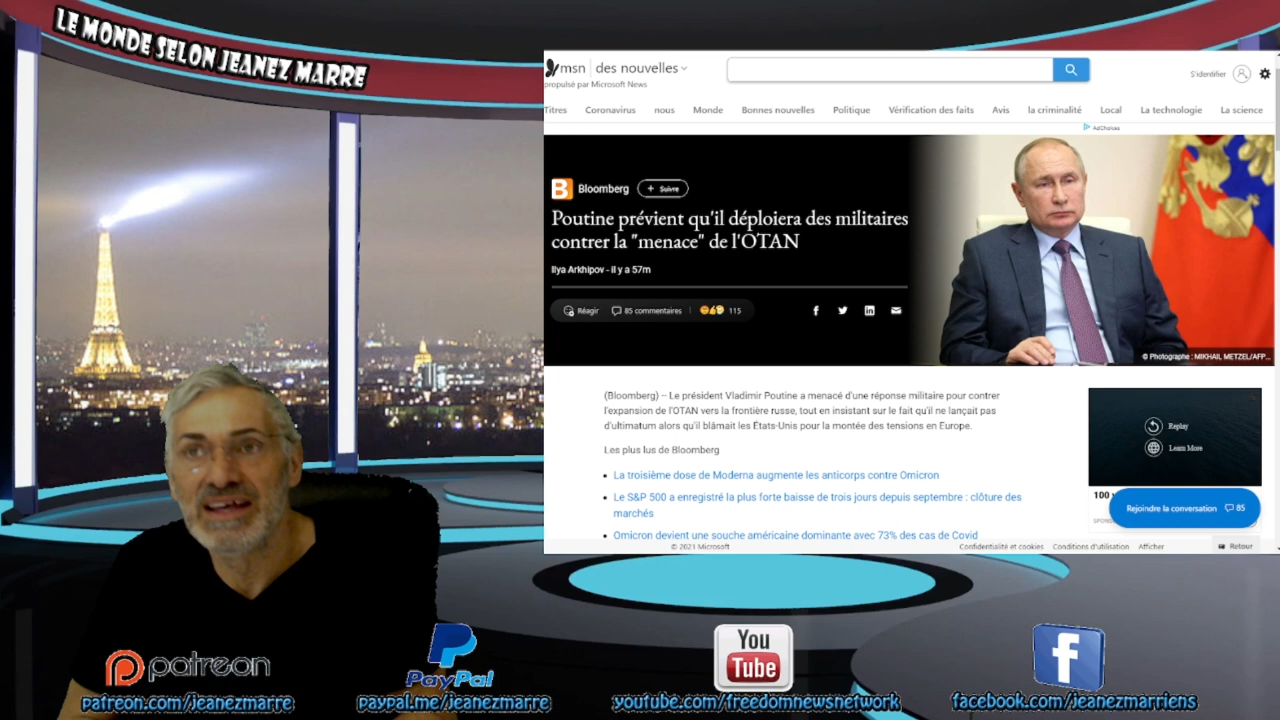 LE MONDE SELON JEANEZ MARRE
msn | des nouvelles
propulsé par Microsoft News
S'identifier
Titres Coronavirus nous Monde Bonnes nouvelles Politique Vérification des faits Avis la criminalité Local La technologie La science
AdChoices
B Bloomberg + Suivre
Poutine prévient qu'il déploiera des militaires
contrer la "menace" de l'OTAN
Ilya Arkhipov - il y a 57m
Réagir 85 commentaires | 115
© Photographe : MIKHAIL METZEL/AFP...
(Bloomberg) -- Le président Vladimir Poutine a menacé d'une réponse militaire pour contrer
l'expansion de l'OTAN vers la frontière russe, tout en insistant sur le fait qu'il ne lançait pas
d'ultimatum alors qu'il blâmait les États-Unis pour la montée des tensions en Europe.
Les plus lus de Bloomberg
• La troisième dose de Moderna augmente les anticorps contre Omicron
• Le S&P 500 a enregistré la plus forte baisse de trois jours depuis septembre : clôture des
marchés
• Omicron devient une souche américaine dominante avec 73% des cas de Covid
Replay
Learn More
100
Rejoindre la conversation 85
© 2021 Microsoft Confidentialité et cookies Conditions d'utilisation Afficher Retour
patreon
patreon.com/jeanezmarre
PayPal
paypal.me/jeanezmarre
You
Tube
youtube.com/freedomnewsnetwork
f
facebook.com/jeanezmarriens